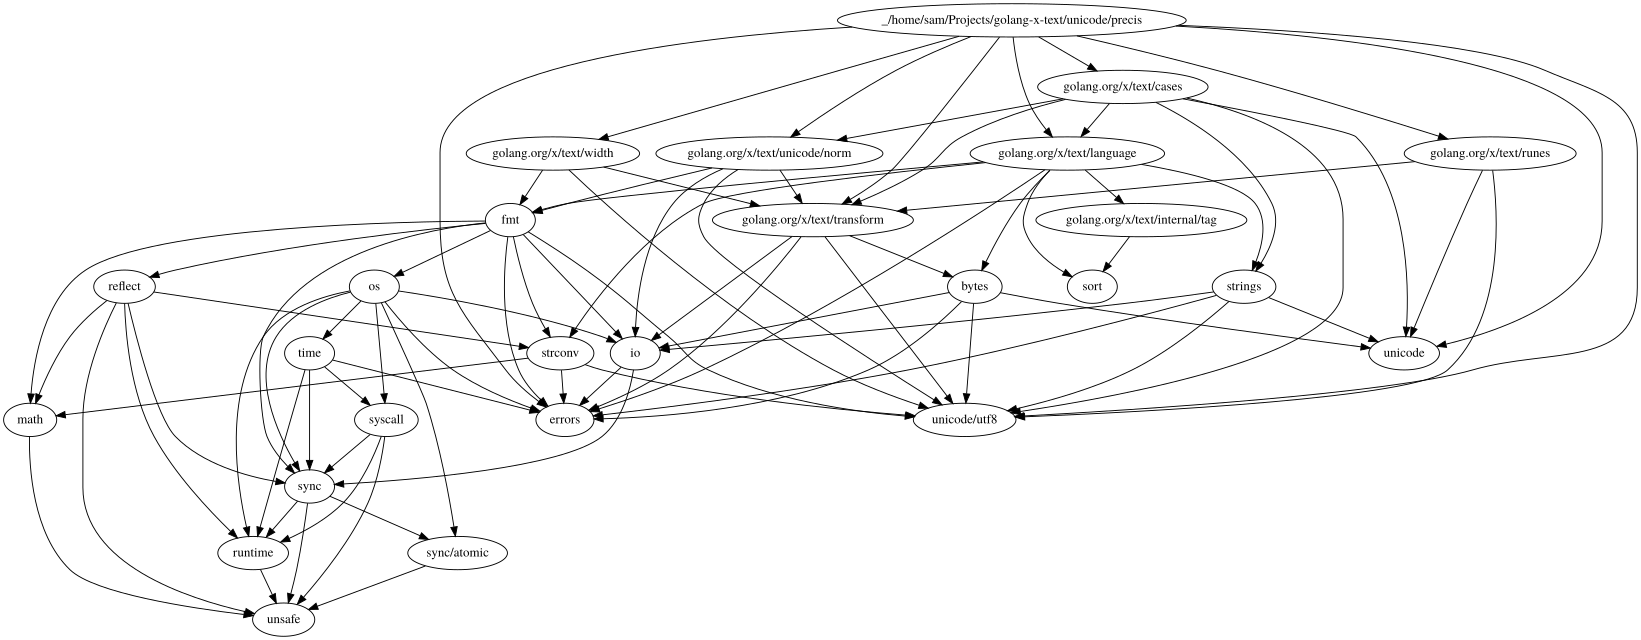 _/home/sam/Projects/golang-x-text/unicode/precis
golang.org/x/text/cases
golang.org/x/text/width
golang.org/x/text/unicode/norm
golang.org/x/text/language
golang.org/x/text/runes
fmt
golang.org/x/text/transform
golang.org/x/text/internal/tag
reflect
os
bytes
sort
strings
time
strconv
io
unicode
math
syscall
errors
unicode/utf8
sync
runtime
sync/atomic
unsafe